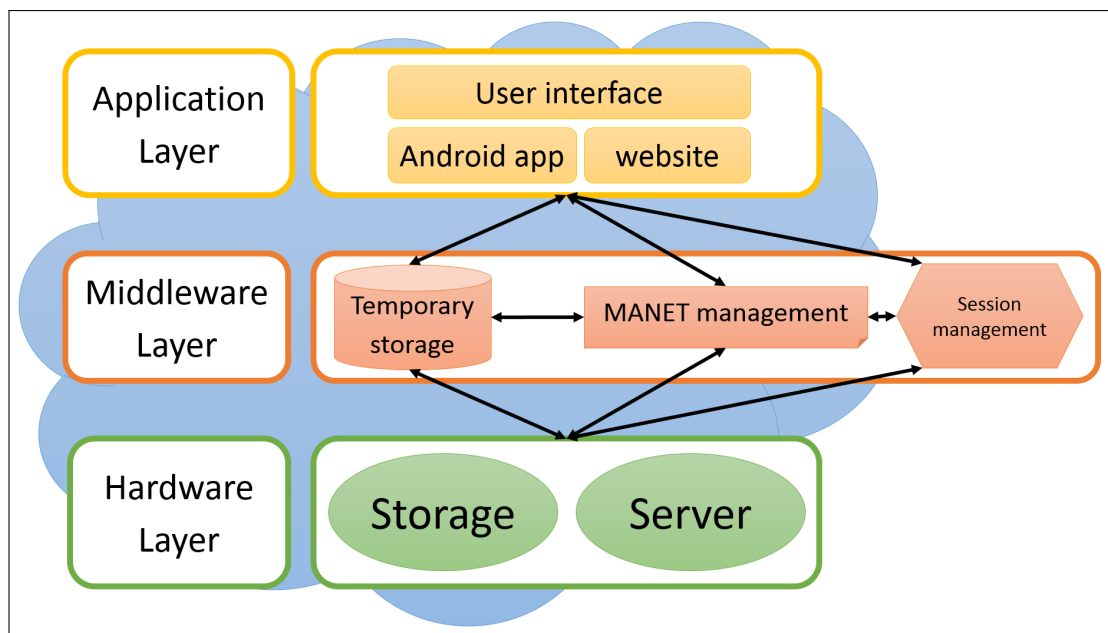 Application
Layer
User interface
Android app
website
Middleware
Layer
Temporary
storage
MANET management
Session
management
Hardware
Layer
Storage
Server